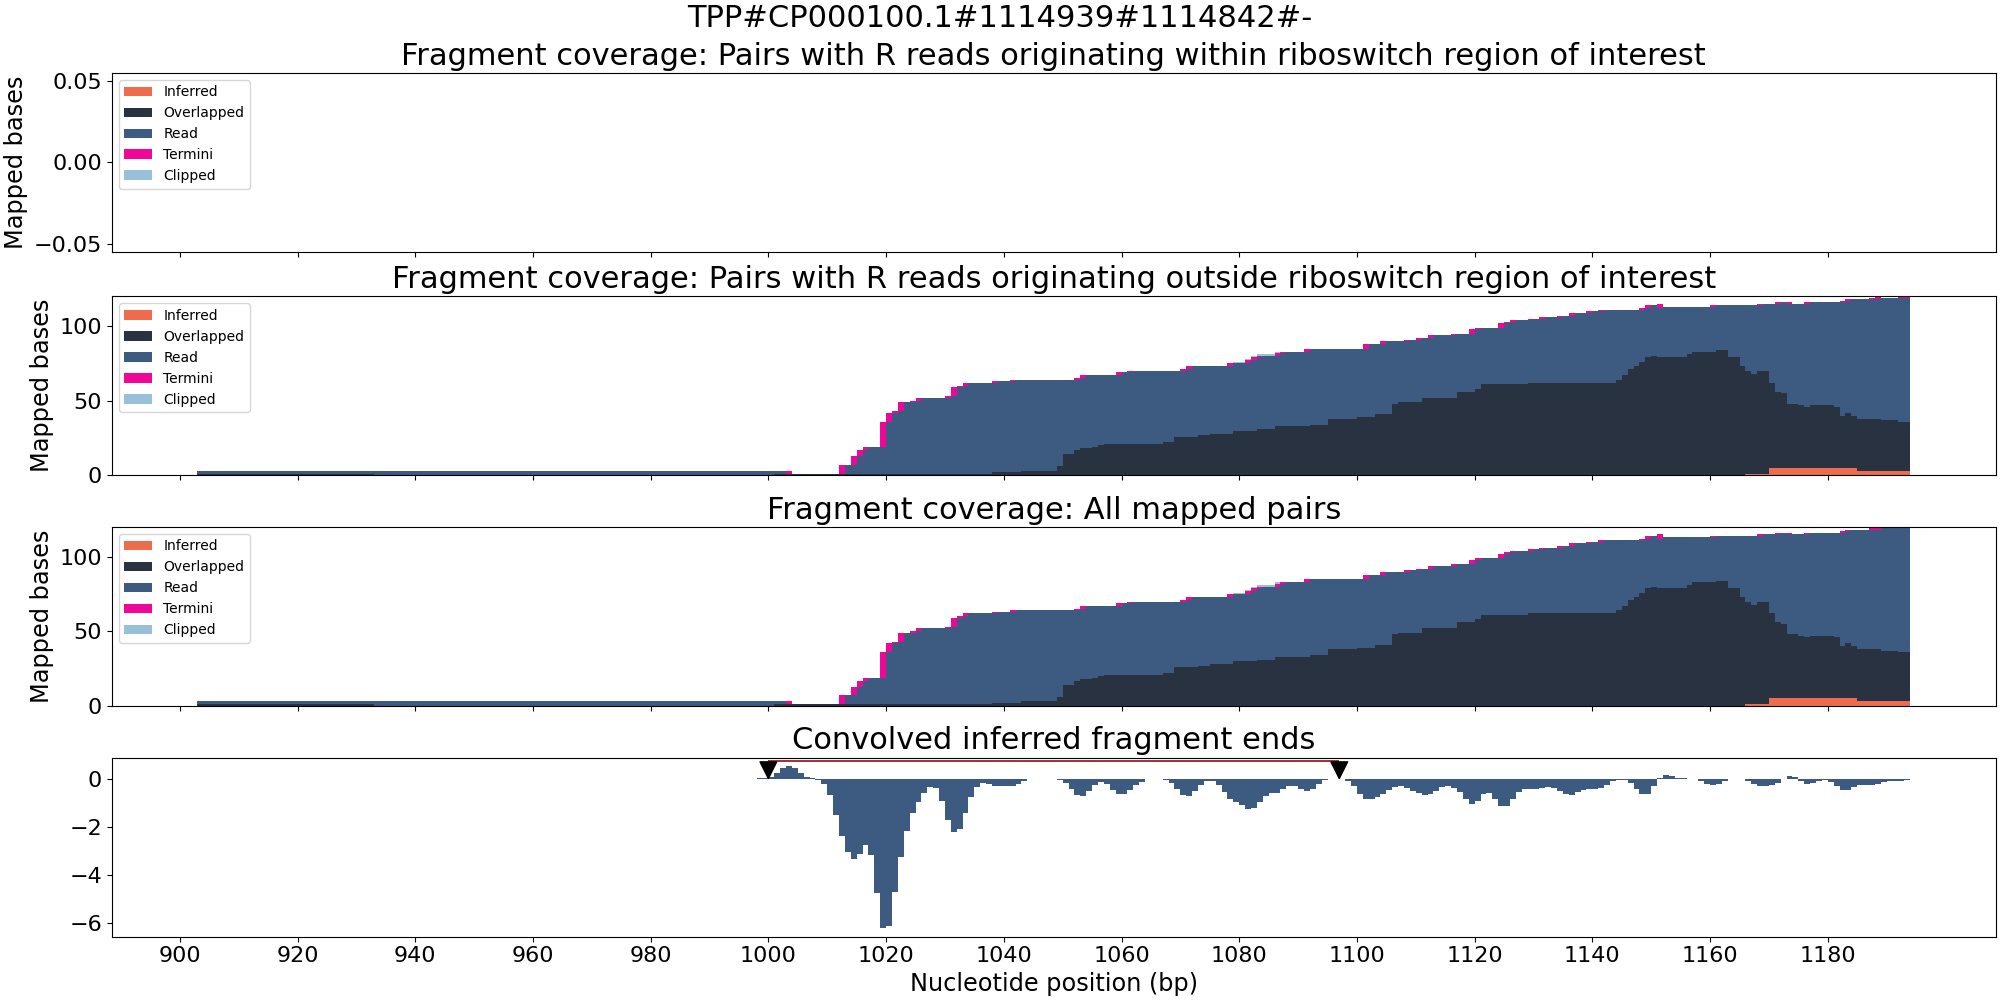 TPP#CP000100.1#1114939#1114842#-
Fragment coverage: Pairs with R reads originating within riboswitch region of interest
Mapped bases
0.05
0.00
−0.05
Inferred
Overlapped
Read
Termini
Clipped
Fragment coverage: Pairs with R reads originating outside riboswitch region of interest
Mapped bases
100
50
0
Inferred
Overlapped
Read
Termini
Clipped
Fragment coverage: All mapped pairs
Mapped bases
100
50
0
Inferred
Overlapped
Read
Termini
Clipped
Convolved inferred fragment ends
0
−2
−4
−6
900 920 940 960 980 1000 1020 1040 1060 1080 1100 1120 1140 1160 1180
Nucleotide position (bp)